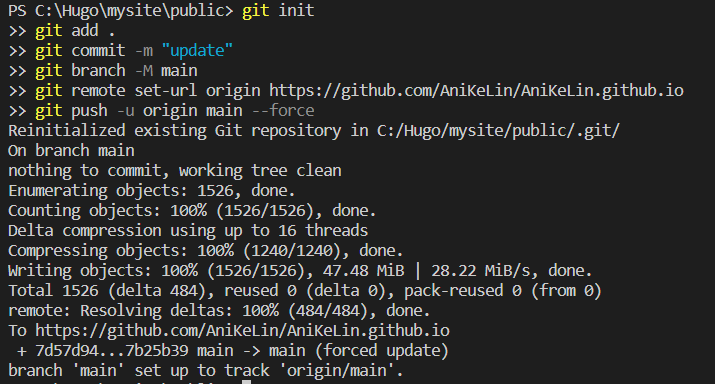 PS C:\Hugo\mysite\public> git init
>> git add .
>> git commit -m "update"
>> git branch -M main
>> git remote set-url origin https://github.com/AniKeLin/AniKeLin.github.io
>> git push -u origin main --force
Reinitialized existing Git repository in C:/Hugo/mysite/public/.git/
On branch main
nothing to commit, working tree clean
Enumerating objects: 1526, done.
Counting objects: 100% (1526/1526), done.
Delta compression using up to 16 threads
Compressing objects: 100% (1240/1240), done.
Writing objects: 100% (1526/1526), 47.48 MiB | 28.22 MiB/s, done.
Total 1526 (delta 484), reused 0 (delta 0), pack-reused 0 (from 0)
remote: Resolving deltas: 100% (484/484), done.
To https://github.com/AniKeLin/AniKeLin.github.io
 + 7d57d94...7b25b39 main -> main (forced update)
branch 'main' set up to track 'origin/main'.